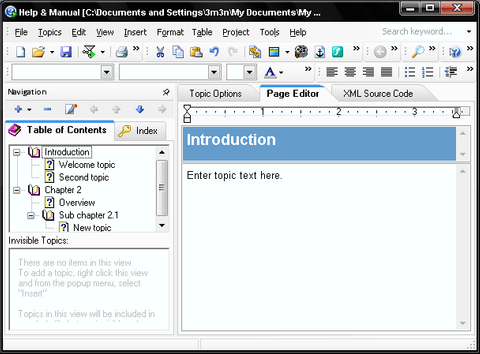 Help & Manual [C:\Documents and Settings\3m3n\My Documents\My ...
File Topics Edit View Insert Format Table Project Tools Search keyword...
Navigation
Topic Options Page Editor XML Source Code
Table of Contents Index
1 2 3
Introduction
Welcome topic
Second topic
Chapter 2
Overview
Sub chapter 2.1
New topic
Introduction
Enter topic text here.
Invisible Topics:
There are no items in this view.
To add a topic, right click this view
and from the popup menu, select
"Insert"
Topics in this view will be included in